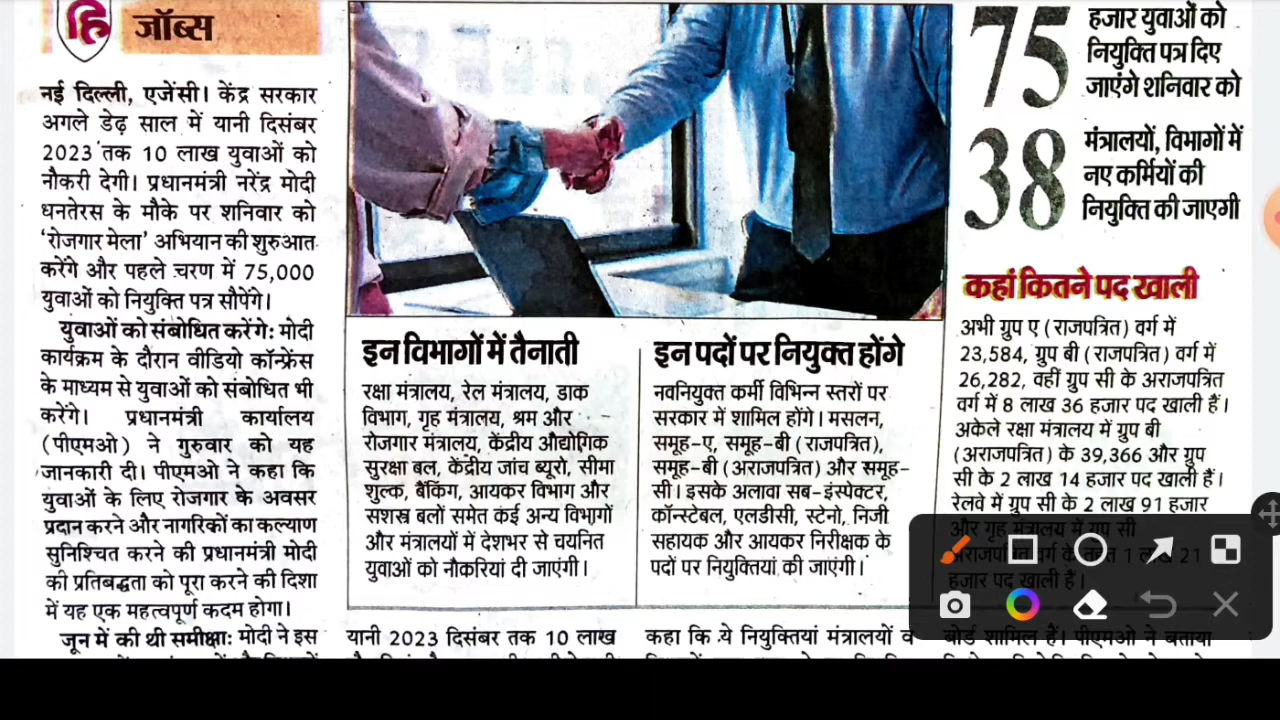 हि
जॉब्स
नई दिल्ली, एजेंसी। केंद्र सरकार
अगले डेढ़ साल में यानी दिसंबर
2023 तक 10 लाख युवाओं को
नौकरी देगी। प्रधानमंत्री नरेंद्र मोदी
धनतेरस के मौके पर शनिवार को
‘रोजगार मेला’ अभियान की शुरुआत
करेंगे और पहले चरण में 75,000
युवाओं को नियुक्ति पत्र सौपेंगे।
युवाओं को संबोधित करेंगे: मोदी
कार्यक्रम के दौरान वीडियो कॉन्फ्रेंस
के माध्यम से युवाओं को संबोधित भी
करेंगे। प्रधानमंत्री कार्यालय
(पीएमओ) ने गुरुवार को यह
जानकारी दी। पीएमओ ने कहा कि
युवाओं के लिए रोजगार के अवसर
प्रदान करने और नागरिकों का कल्याण
सुनिश्चित करने की प्रधानमंत्री मोदी
की प्रतिबद्धता को पूरा करने की दिशा
में यह एक महत्वपूर्ण कदम होगा।
जून में की थी समीक्षा: मोदी ने इस
इन विभागों में तैनाती
रक्षा मंत्रालय, रेल मंत्रालय, डाक
विभाग, गृह मंत्रालय, श्रम और
रोजगार मंत्रालय, केंद्रीय औद्योगिक
सुरक्षा बल, केंद्रीय जांच ब्यूरो, सीमा
शुल्क, बैंकिंग, आयकर विभाग और
सशस्त्र बलों समेत कई अन्य विभागों
और मंत्रालयों में देशभर से चयनित
युवाओं को नौकरियां दी जाएंगी।
यानी 2023 दिसंबर तक 10 लाख
इन पदों पर नियुक्त होंगे
नवनियुक्त कर्मी विभिन्न स्तरों पर
सरकार में शामिल होंगे। मसलन,
समूह-ए, समूह-बी (राजपत्रित),
समूह-बी (अराजपत्रित) और समूह-
सी। इसके अलावा सब-इंस्पेक्टर,
कॉन्स्टेबल, एलडीसी, स्टेनो, निजी
सहायक और आयकर निरीक्षक के
पदों पर नियुक्तियां की जाएंगी।
कहा कि ये नियुक्तियां मंत्रालयों व
75 हजार युवाओं को
नियुक्ति पत्र दिए
जाएंगे शनिवार को
38 मंत्रालयों, विभागों में
नए कर्मियों की
नियुक्ति की जाएगी
कहां कितने पद खाली
अभी ग्रुप ए (राजपत्रित) वर्ग में
23,584, ग्रुप बी (राजपत्रित) वर्ग में
26,282, वहीं ग्रुप सी के अराजपत्रित
वर्ग में 8 लाख 36 हजार पद खाली हैं।
अकेले रक्षा मंत्रालय में ग्रुप बी
(अराजपत्रित) के 39,366 और ग्रुप
सी के 2 लाख 14 हजार पद खाली हैं।
रेलवे में ग्रुप सी के 2 लाख 91 हजार
और गृह मंत्रालय में ग्रुप सी
अराजपत्रित वर्ग के तहत 1 लाख 21
हजार पद खाली हैं।
बोर्ड शामिल हैं। पीएमओ ने बताया